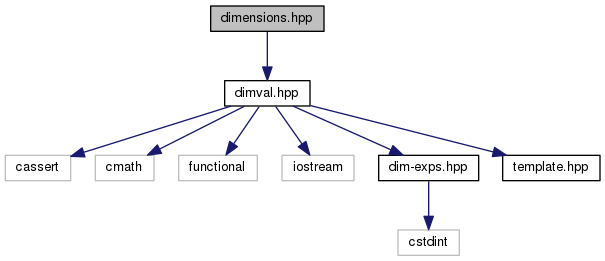 dimensions.hpp
dimval.hpp
cassert
cmath
functional
iostream
dim-exps.hpp
template.hpp
cstdint